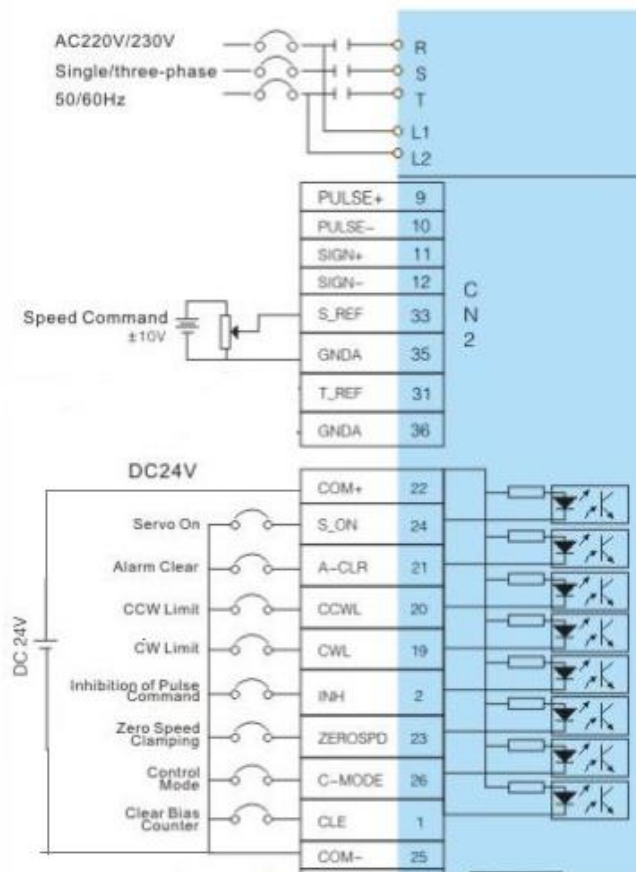 AC220V/230V
Single/three-phase
50/60Hz
R
S
T
L1
L2
PULSE+ 9
PULSE- 10
SIGN+ 11
SIGN- 12
S_REF 33
GNDA 35
T_REF 31
GNDA 36
CN2
Speed Command
±10V
DC24V
DC 24V
COM+ 22
Servo On S_ON 24
Alarm Clear A-CLR 21
CCW Limit CCWL 20
CW Limit CWL 19
Inhibition of Pulse
Command INH 2
Zero Speed
Clamping ZEROSPD 23
Control
Mode C-MODE 26
Clear Bias
Counter CLE 1
COM- 25